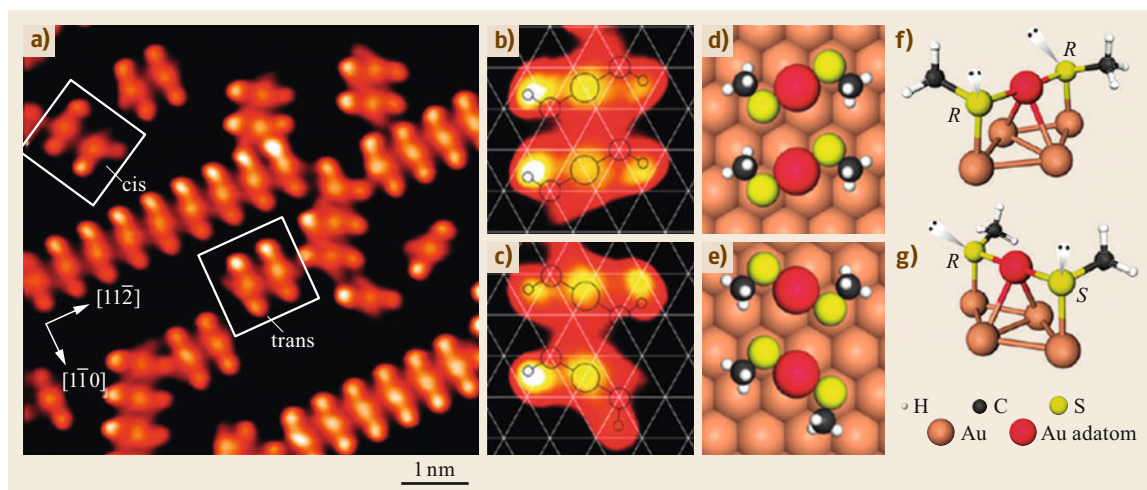 a)
cis
trans
[112̅]
[11̅0]
1 nm
b)
c)
d)
e)
f)
R
R
g)
R
S
H C S
Au Au adatom